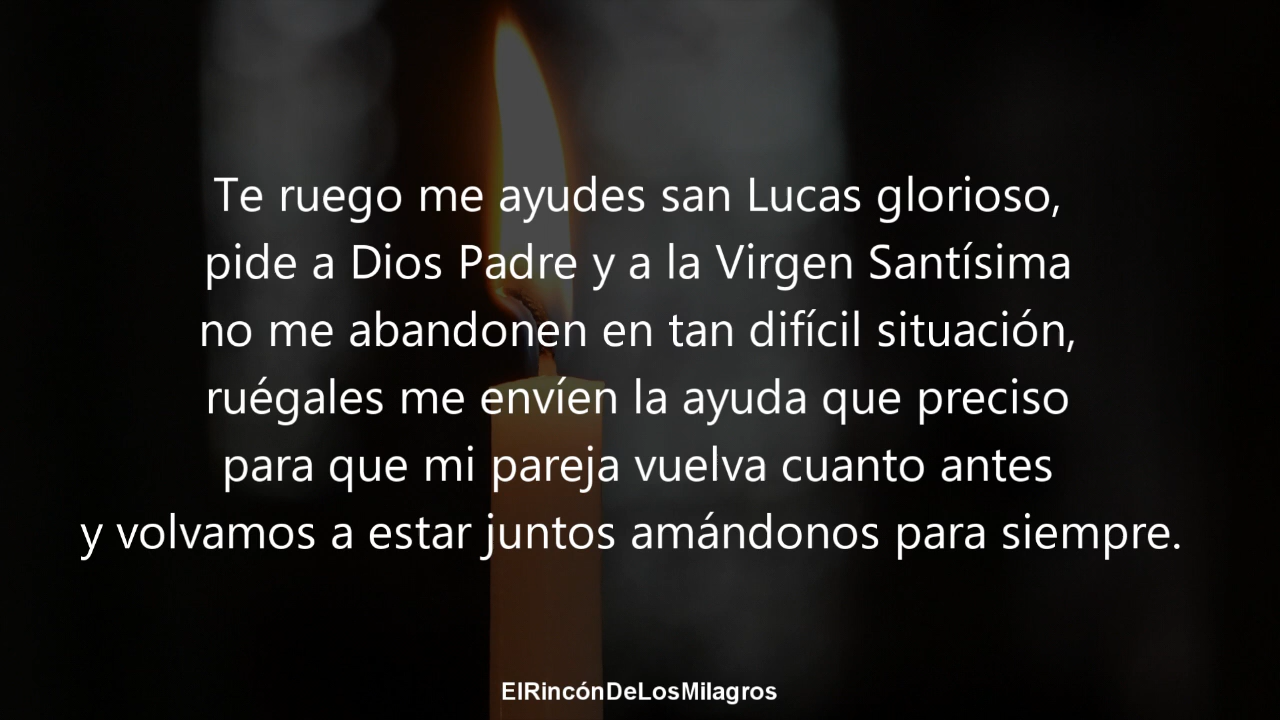 Te ruego me ayudes san Lucas glorioso,
pide a Dios Padre y a la Virgen Santísima
no me abandonen en tan difícil situación,
ruégales me envíen la ayuda que preciso
para que mi pareja vuelva cuanto antes
y volvamos a estar juntos amándonos para siempre.
ElRincónDeLosMilagros